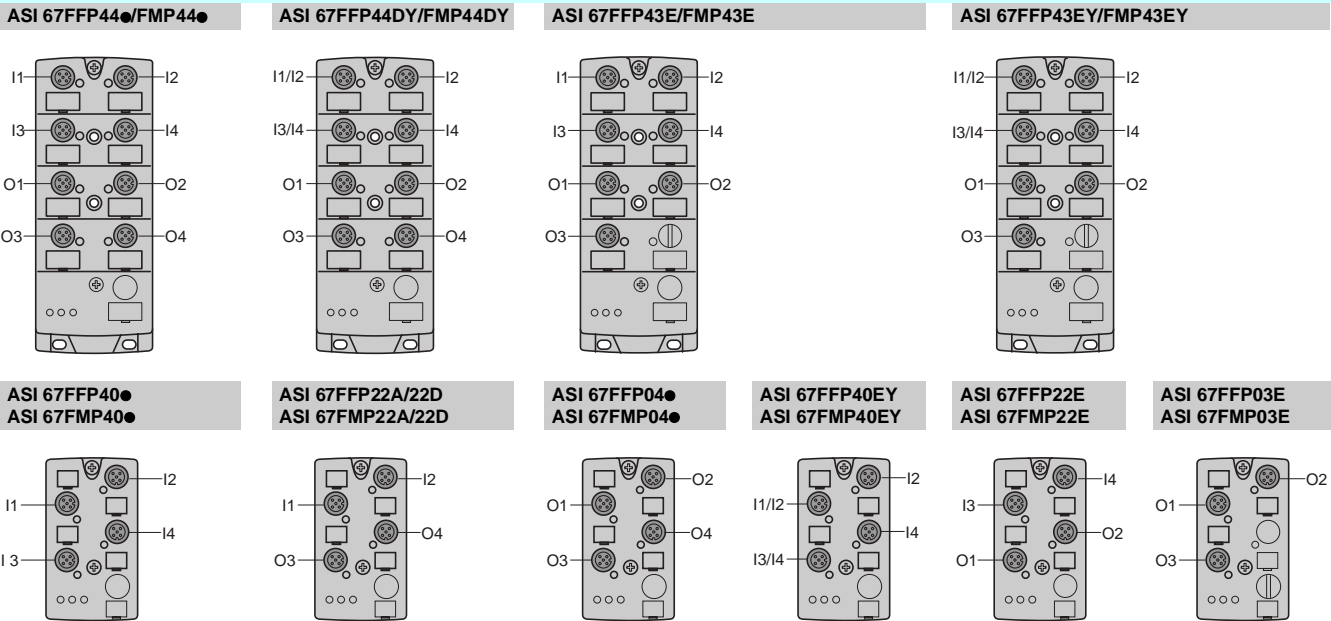 ASI 67FFP44●/FMP44●
ASI 67FFP44DY/FMP44DY
ASI 67FFP43E/FMP43E
ASI 67FFP43EY/FMP43EY
I1 I2 I1/I2 I2 I1 I2 I1/I2 I2
I3 I4 I3/I4 I4 I3 I4 I3/I4 I4
O1 O2 O1 O2 O1 O2 O1 O2
O3 O4 O3 O4 O3 O3
ASI 67FFP40●
ASI 67FMP40●
ASI 67FFP22A/22D
ASI 67FMP22A/22D
ASI 67FFP04●
ASI 67FMP04●
ASI 67FFP40EY
ASI 67FMP40EY
ASI 67FFP22E
ASI 67FMP22E
ASI 67FFP03E
ASI 67FMP03E
I2 I2 O2 I2 I4 O2
I1 I1 O1 I1/I2 I3 O1
I4 O4 O4 I4 O2
I 3 O3 O3 I3/I4 O1 O3